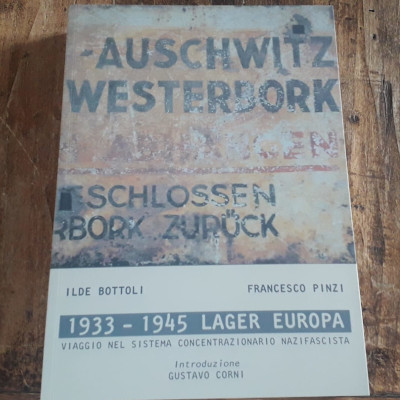 -AUSCHWITZ
WESTERBORK
SCHLOSSEN
RBORK ZURÜCK
ILDE BOTTOLI FRANCESCO PINZI
1933 - 1945 LAGER EUROPA
VIAGGIO NEL SISTEMA CONCENTRAZIONARIO NAZIFASCISTA
Introduzione
GUSTAVO CORNI